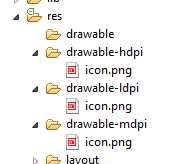 lib
res
drawable
drawable-hdpi
icon.png
drawable-ldpi
icon.png
drawable-mdpi
icon.png
layout